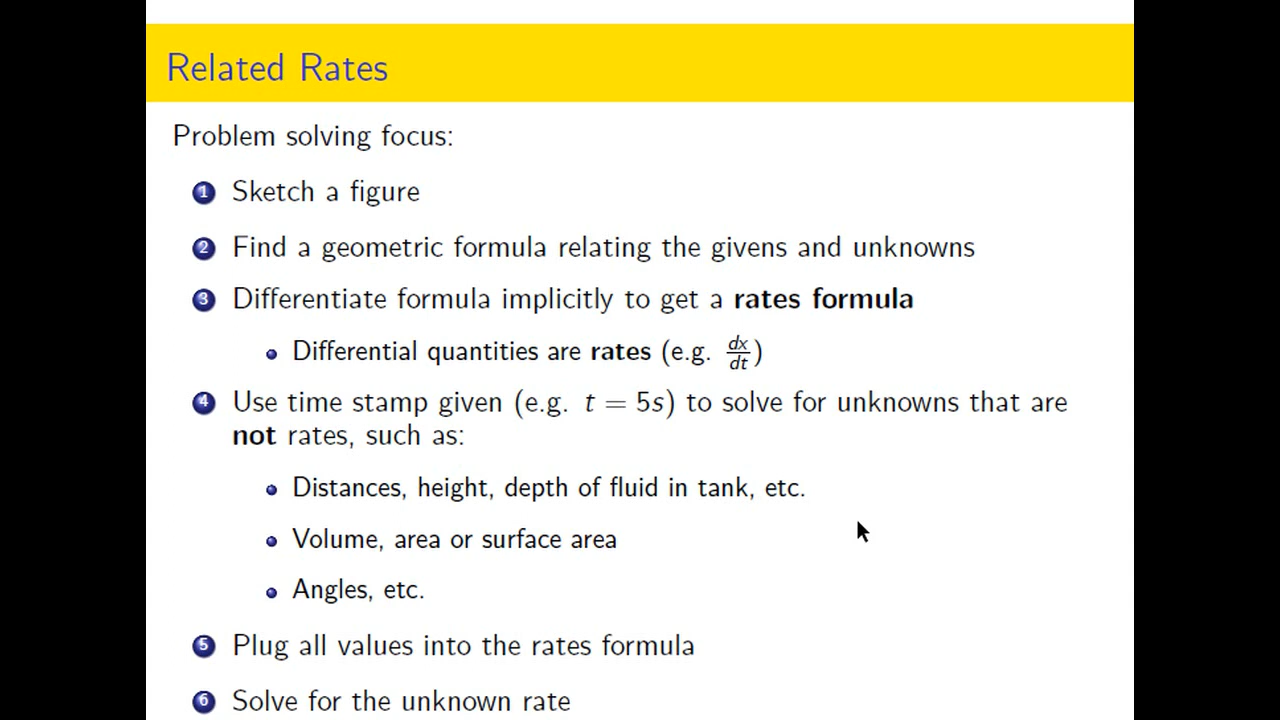 Related Rates
Problem solving focus:
1 Sketch a figure
2 Find a geometric formula relating the givens and unknowns
3 Differentiate formula implicitly to get a rates formula
• Differential quantities are rates (e.g. dx/dt)
4 Use time stamp given (e.g. t = 5s) to solve for unknowns that are
not rates, such as:
• Distances, height, depth of fluid in tank, etc.
• Volume, area or surface area
• Angles, etc.
5 Plug all values into the rates formula
6 Solve for the unknown rate